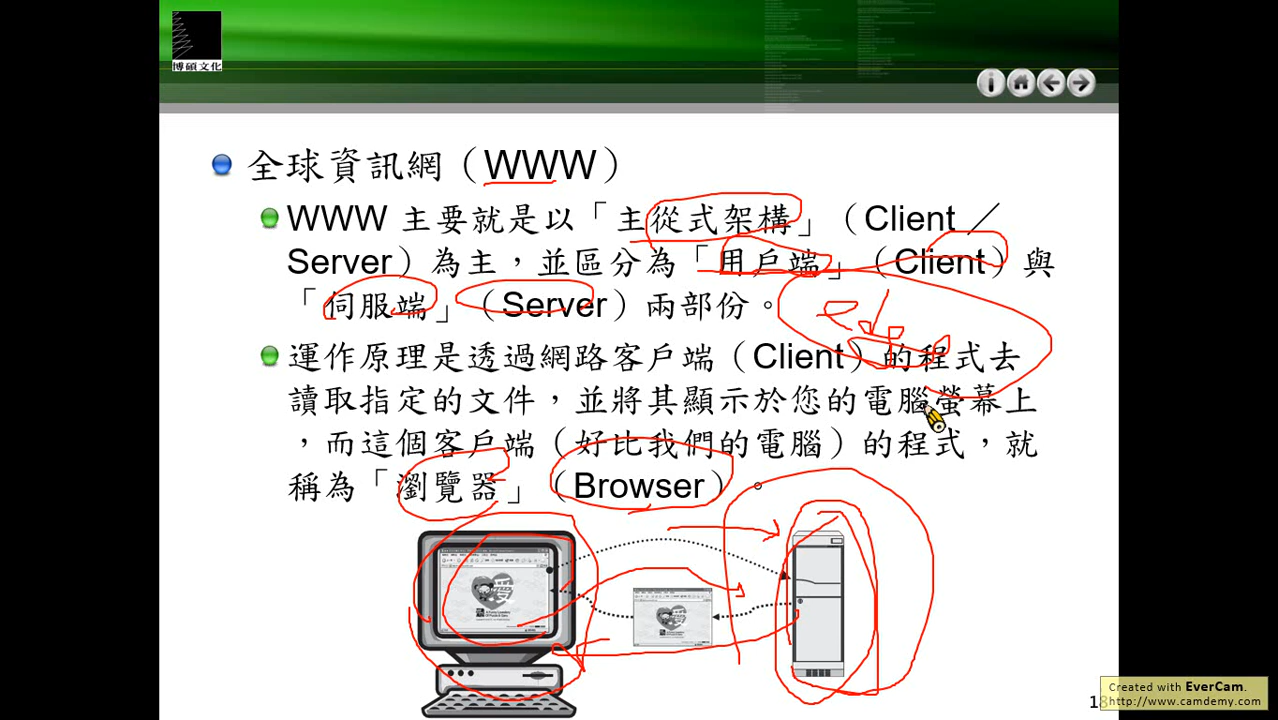 博碩文化
全球資訊網（WWW）
WWW 主要就是以「主從式架構」（Client／
Server）為主，並區分為「用戶端」（Client）與
「伺服端」（Server）兩部份。
運作原理是透過網路客戶端（Client）的程式去
讀取指定的文件，並將其顯示於您的電腦螢幕上
，而這個客戶端（好比我們的電腦）的程式，就
稱為「瀏覽器」（Browser）。
18
Created with EverCam.
http://www.camdemy.com